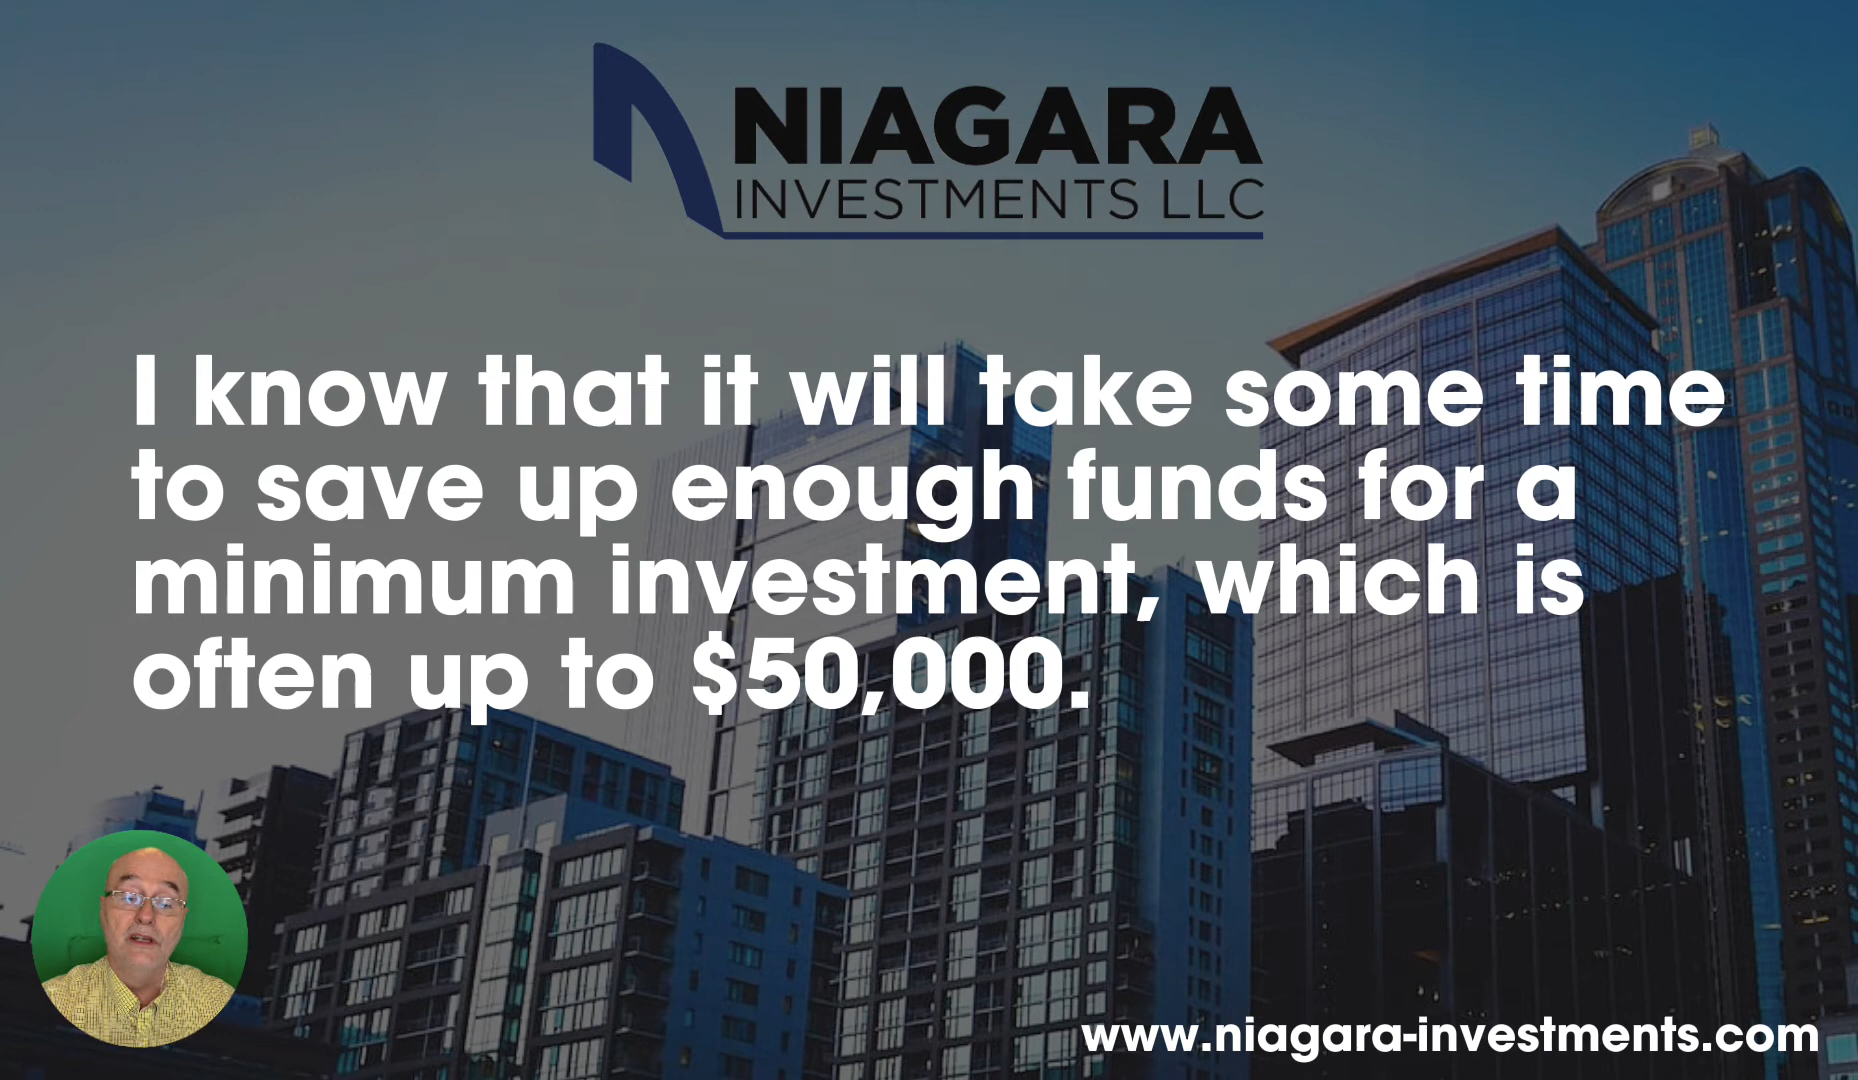 NIAGARA
INVESTMENTS LLC
I know that it will take some time
to save up enough funds for a
minimum investment, which is
often up to $50,000.
www.niagara-investments.com